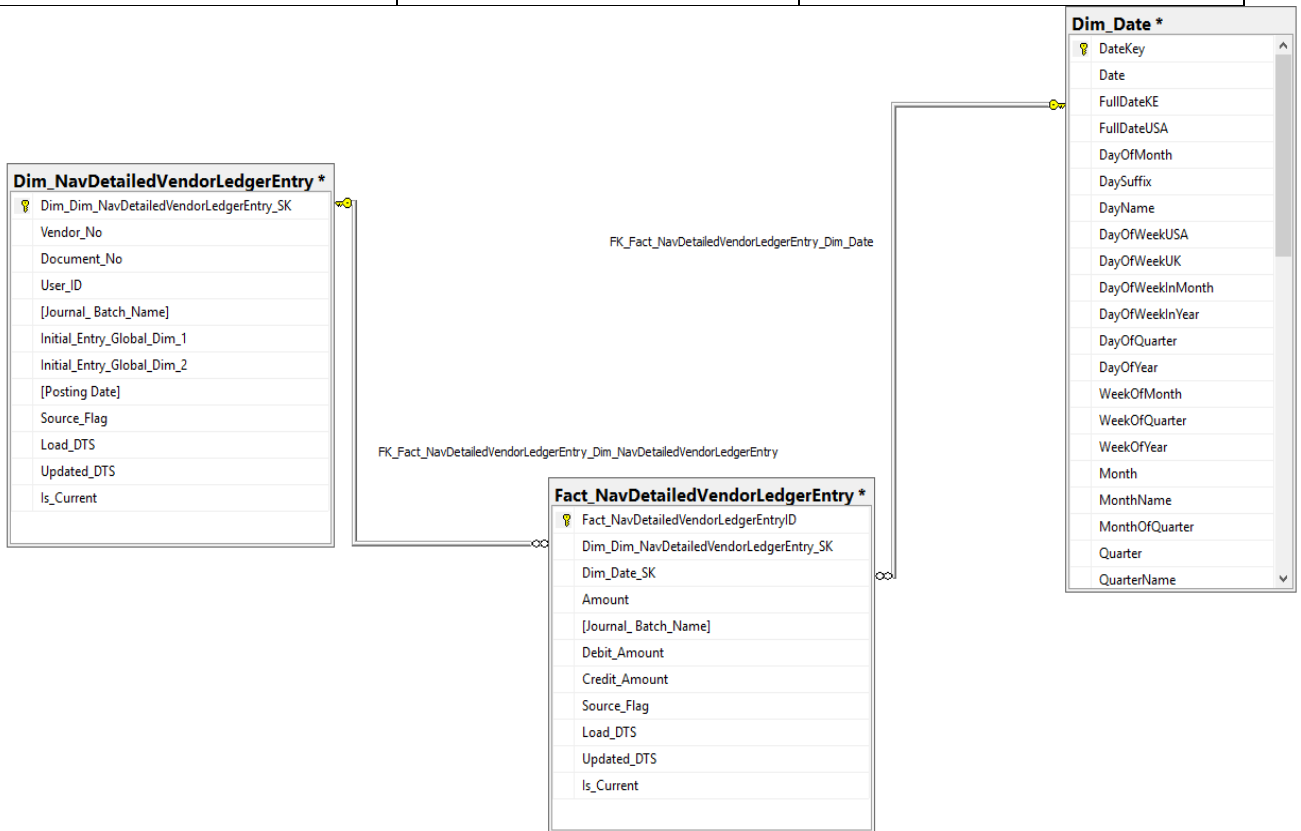 Dim_Date *
DateKey
Date
FullDateKE
FullDateUSA
DayOfMonth
DaySuffix
DayName
DayOfWeekUSA
DayOfWeekUK
DayOfWeekInMonth
DayOfWeekInYear
DayOfQuarter
DayOfYear
WeekOfMonth
WeekOfQuarter
WeekOfYear
Month
MonthName
MonthOfQuarter
Quarter
QuarterName
Dim_NavDetailedVendorLedgerEntry *
Dim_Dim_NavDetailedVendorLedgerEntry_SK
Vendor_No
Document_No
User_ID
[Journal_ Batch_Name]
Initial_Entry_Global_Dim_1
Initial_Entry_Global_Dim_2
[Posting Date]
Source_Flag
Load_DTS
Updated_DTS
Is_Current
FK_Fact_NavDetailedVendorLedgerEntry_Dim_Date
FK_Fact_NavDetailedVendorLedgerEntry_Dim_NavDetailedVendorLedgerEntry
Fact_NavDetailedVendorLedgerEntry *
Fact_NavDetailedVendorLedgerEntryID
Dim_Dim_NavDetailedVendorLedgerEntry_SK
Dim_Date_SK
Amount
[Journal_ Batch_Name]
Debit_Amount
Credit_Amount
Source_Flag
Load_DTS
Updated_DTS
Is_Current